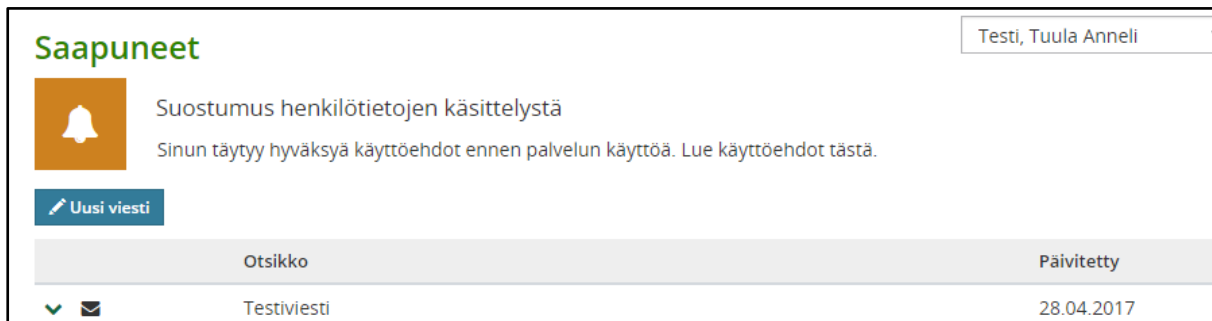 Saapuneet
Testi, Tuula Anneli
Suostumus henkilötietojen käsittelystä
Sinun täytyy hyväksyä käyttöehdot ennen palvelun käyttöä. Lue käyttöehdot tästä.
Uusi viesti
Otsikko Päivitetty
Testiviesti 28.04.2017